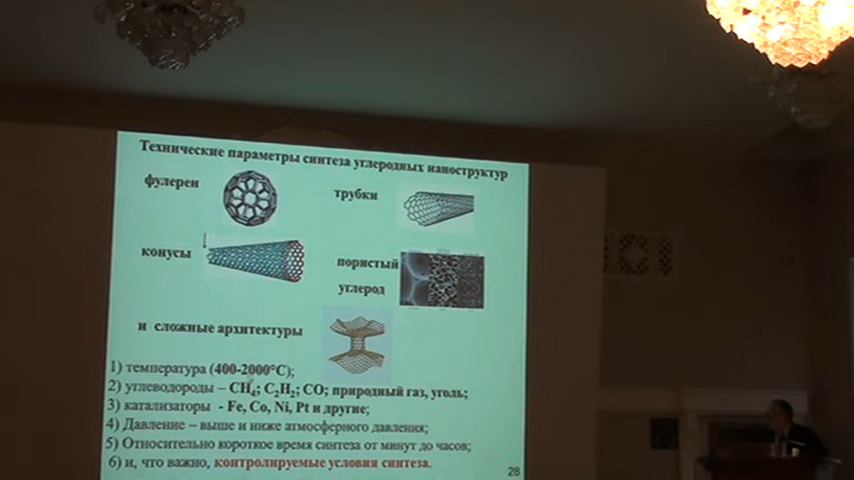 Технические параметры синтеза углеродных наноструктур
фулерен
трубки
конусы
пористый
углерод
и сложные архитектуры
1) температура (400-2000°C);
2) углеводороды – CH₄; C₂H₂; CO; природный газ, уголь;
3) катализаторы - Fe, Co, Ni, Pt и другие;
4) Давление – выше и ниже атмосферного давления;
5) Относительно короткое время синтеза от минут до часов;
6) и, что важно, контролируемые условия синтеза.
28